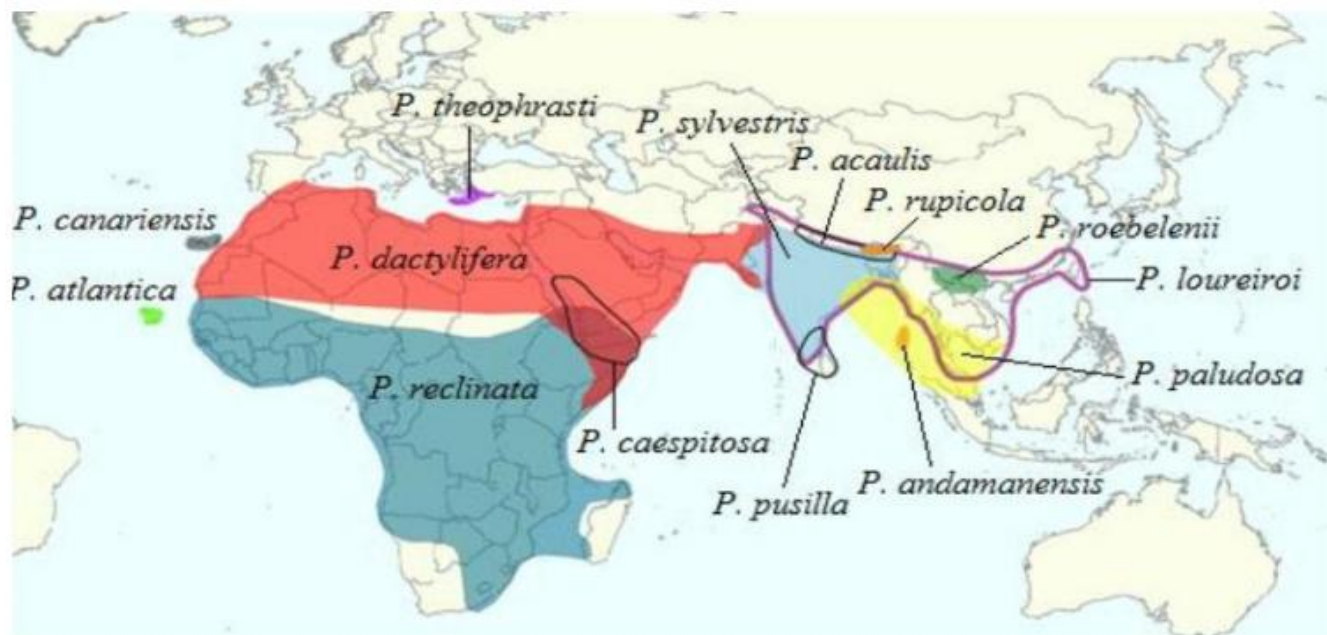 P. theophrasti
P. sylvestris
P. acaulis
P. rupicola
P. canariensis
P. roebelenii
P. dactylifera
P. loureiroi
P. atlantica
P. reclinata
P. paludosa
P. caespitosa
P. andamanensis
P. pusilla